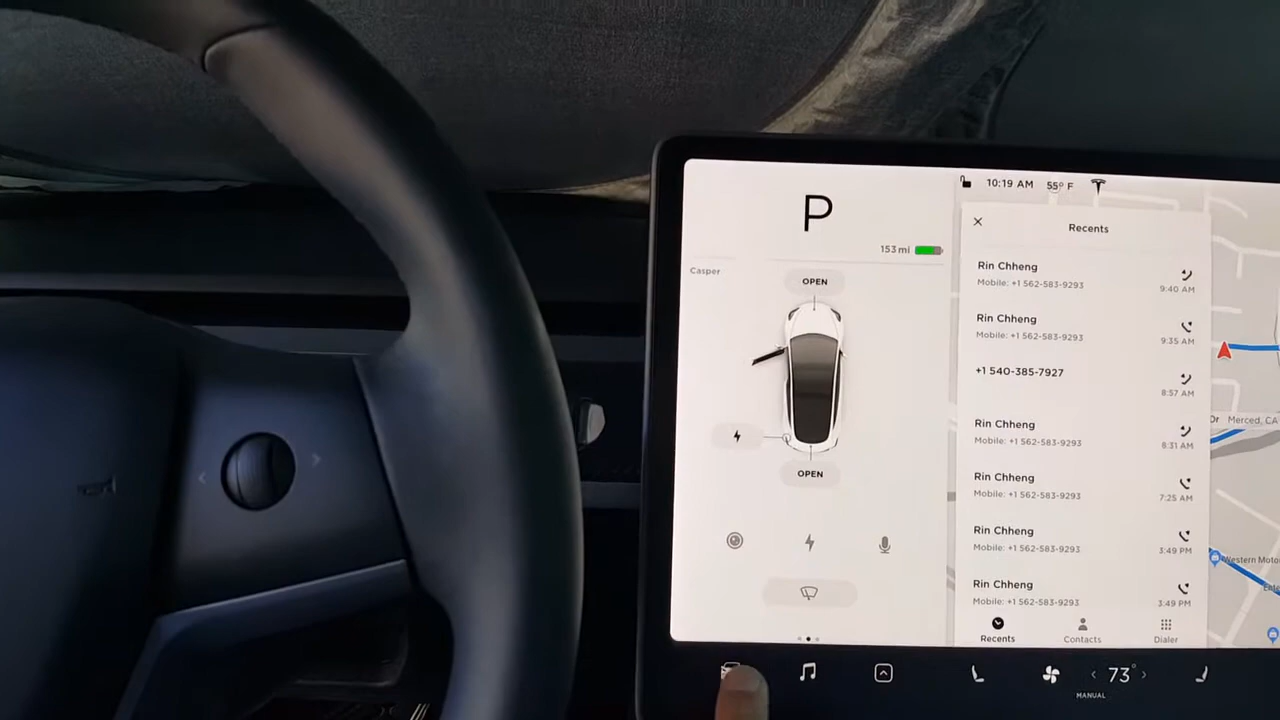 P
153 mi
Casper
OPEN
OPEN
10:19 AM 55° F
Recents
Rin Chheng
Mobile: +1 562-583-9293
9:40 AM
Rin Chheng
Mobile: +1 562-583-9293
9:35 AM
+1 540-385-7927
8:57 AM
Rin Chheng
Mobile: +1 562-583-9293
8:31 AM
Rin Chheng
Mobile: +1 562-583-9293
7:25 AM
Rin Chheng
Mobile: +1 562-583-9293
3:49 PM
Rin Chheng
Mobile: +1 562-583-9293
3:49 PM
Recents Contacts Dialer
Dr Merced, CA
Western Moto
73°
MANUAL